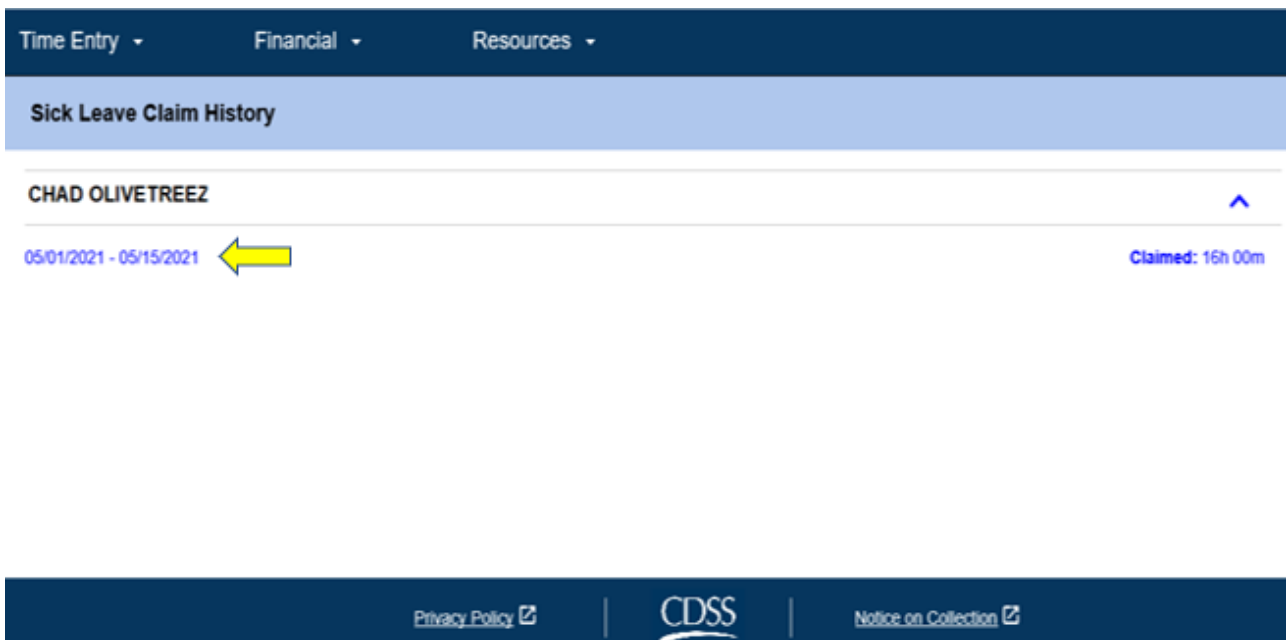 Time Entry Financial Resources
Sick Leave Claim History
CHAD OLIVETREEZ
05/01/2021 - 05/15/2021 Claimed: 16h 00m
Privacy Policy CDSS Notice on Collection